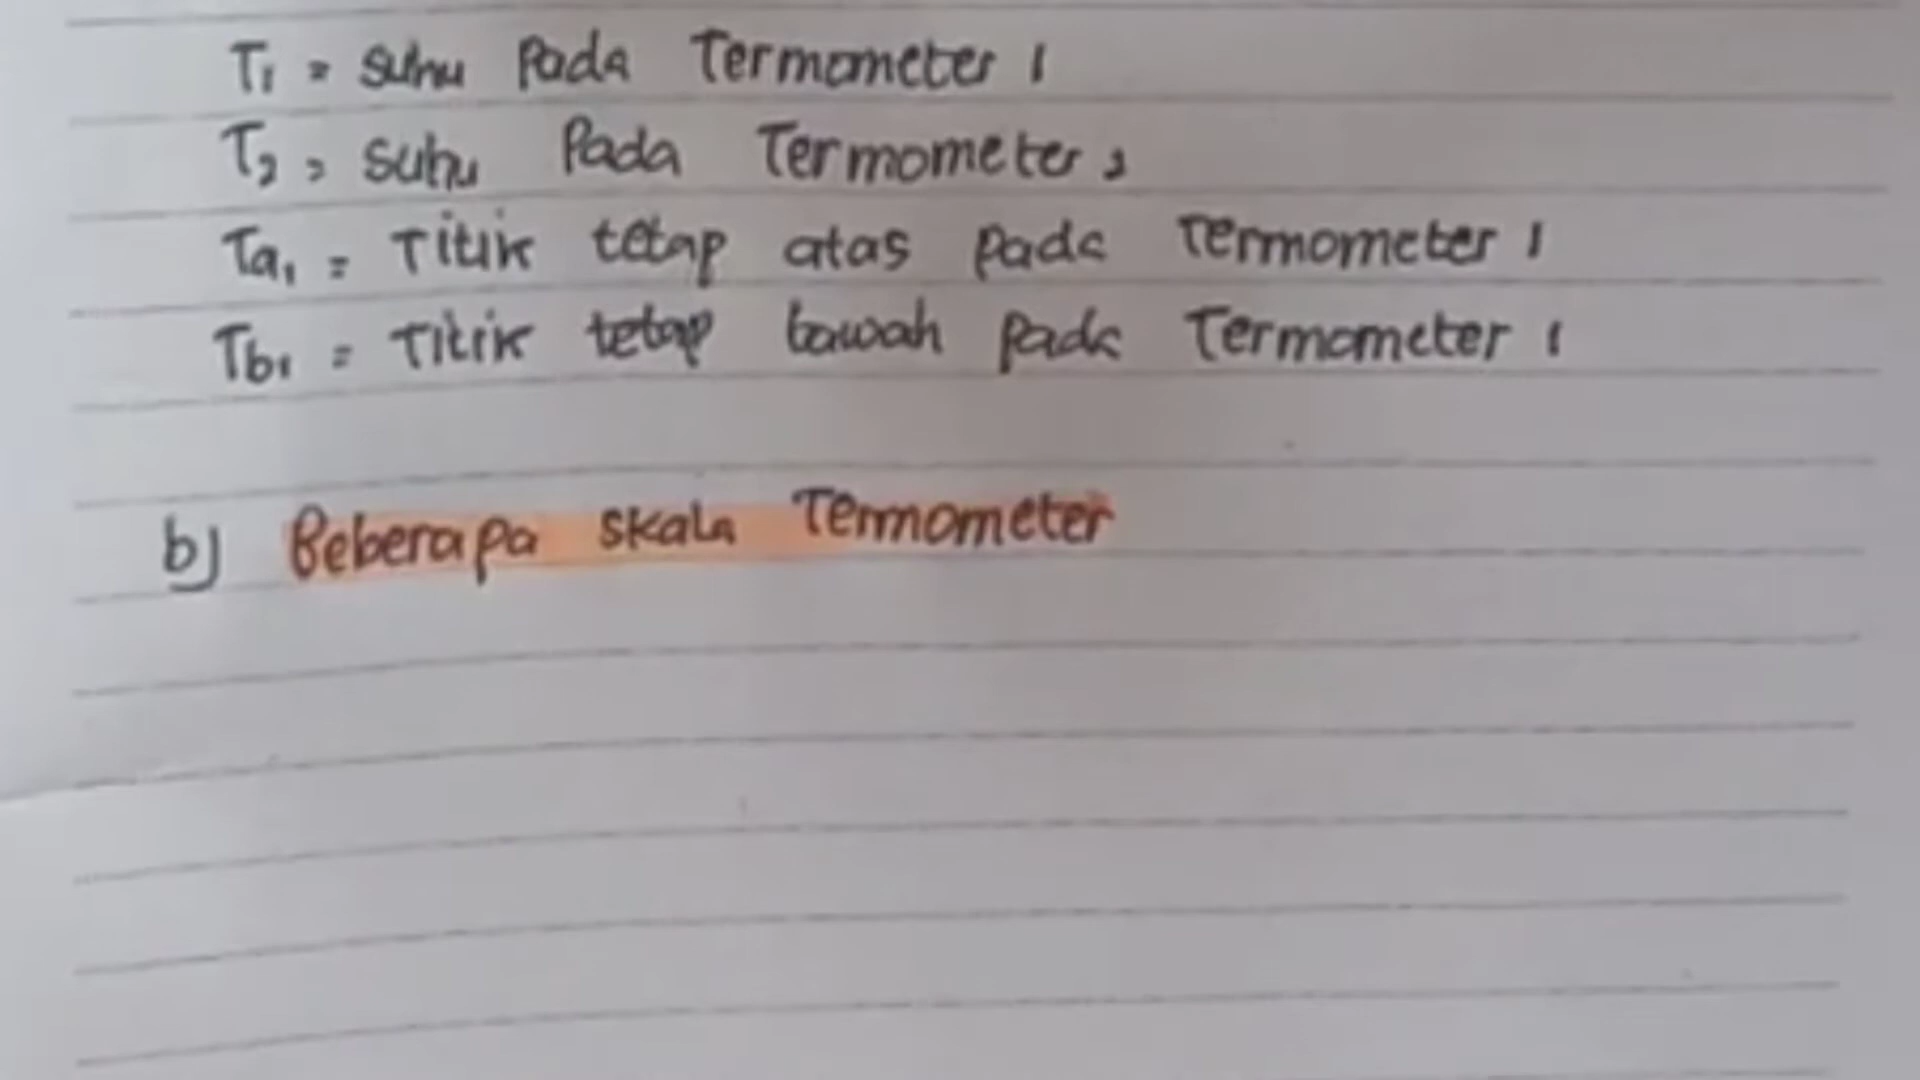 T₁ = suhu Pada Termometer 1
T₂ = suhu Pada Termometer 2
Ta₁ = Titik tetap atas pada Termometer 1
Tb₁ = Titik tetap bawah pada Termometer 1
b) Beberapa skala Termometer